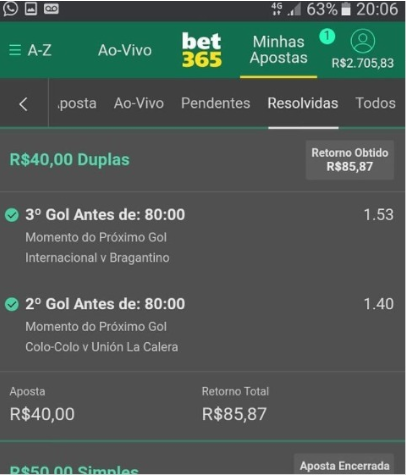 4G 63% 20:06
A-Z Ao-Vivo bet365 Minhas Apostas 1 R$2.705,83
.posta Ao-Vivo Pendentes Resolvidas Todos
R$40,00 Duplas
Retorno Obtido
R$85,87
3º Gol Antes de: 80:00 1.53
Momento do Próximo Gol
Internacional v Bragantino
2º Gol Antes de: 80:00 1.40
Momento do Próximo Gol
Colo-Colo v Unión La Calera
Aposta Retorno Total
R$40,00 R$85,87
R$50,00 Simples Aposta Encerrada